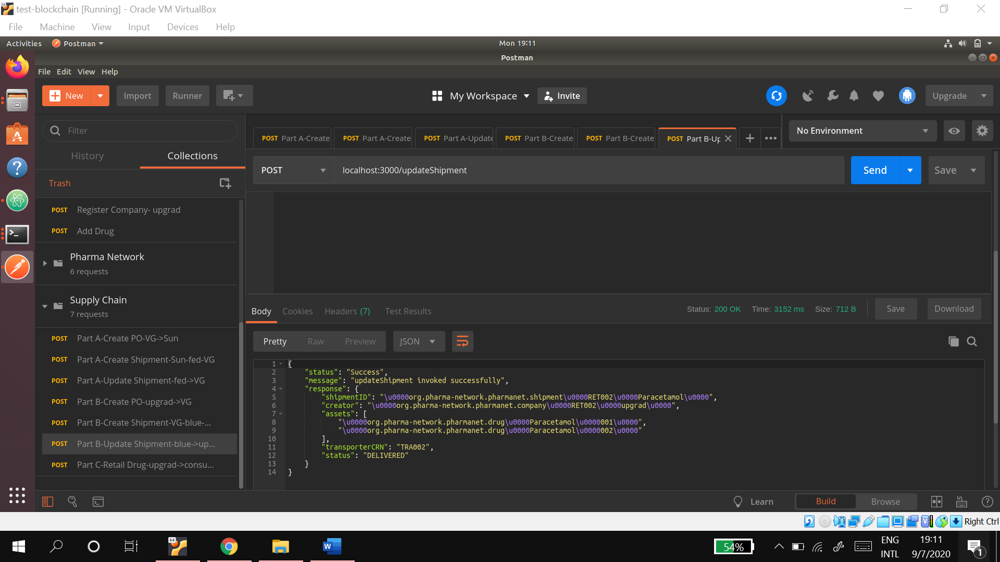 test-blockchain [Running] - Oracle VM VirtualBox
File Machine View Input Devices Help
Activities Postman Mon 19:11
Postman
File Edit View Help
New Import Runner My Workspace Invite Upgrade
Filter
POST Part A-Create POST Part A-Create POST Part A-Update POST Part B-Create POST Part B-Create POST Part B-Up No Environment
History Collections
POST localhost:3000/updateShipment Send Save
Trash
POST Register Company- upgrad
POST Add Drug
Pharma Network
6 requests
Supply Chain
7 requests
POST Part A-Create PO-VG->Sun
POST Part A-Create Shipment-Sun-fed-VG
POST Part A-Update Shipment-fed->VG
POST Part B-Create PO-upgrad->VG
POST Part B-Create Shipment-VG-blue-...
POST Part B-Update Shipment-blue->up...
POST Part C-Retail Drug-upgrad->consu...
Body Cookies Headers (7) Test Results Status: 200 OK Time: 3152 ms Size: 712 B Save Download
Pretty Raw Preview JSON
1 {
2 "status": "Success",
3 "message": "updateShipment invoked successfully",
4 "response": {
5 "shipmentID": "\u0000org.pharma-network.pharmanet.shipment\u0000RET002\u0000Paracetamol\u0000",
6 "creator": "\u0000org.pharma-network.pharmanet.company\u0000RET002\u0000upgrad\u0000",
7 "assets": [
8 "\u0000org.pharma-network.pharmanet.drug\u0000Paracetamol\u0000001\u0000",
9 "\u0000org.pharma-network.pharmanet.drug\u0000Paracetamol\u0000002\u0000"
10 ],
11 "transporterCRN": "TRA002",
12 "status": "DELIVERED"
13 }
14 }
Learn Build Browse
Right Ctrl
64
W
54%
ENG
INTL
19:11
9/7/2020
1